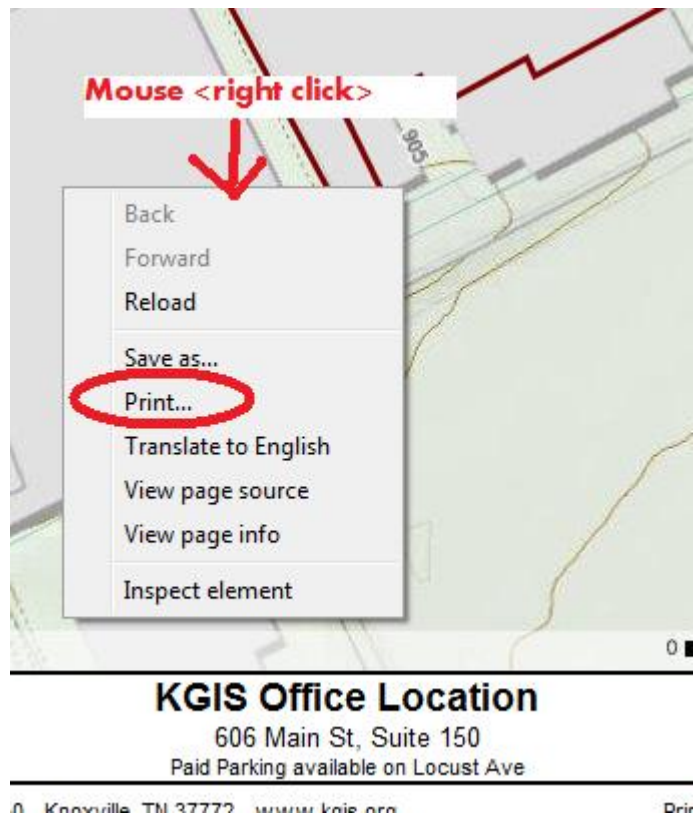 Mouse <right click>
905
Back
Forward
Reload
Save as...
Print...
Translate to English
View page source
View page info
Inspect element
0
KGIS Office Location
606 Main St, Suite 150
Paid Parking available on Locust Ave
Knoxville, TN 37772 www.kgis.org